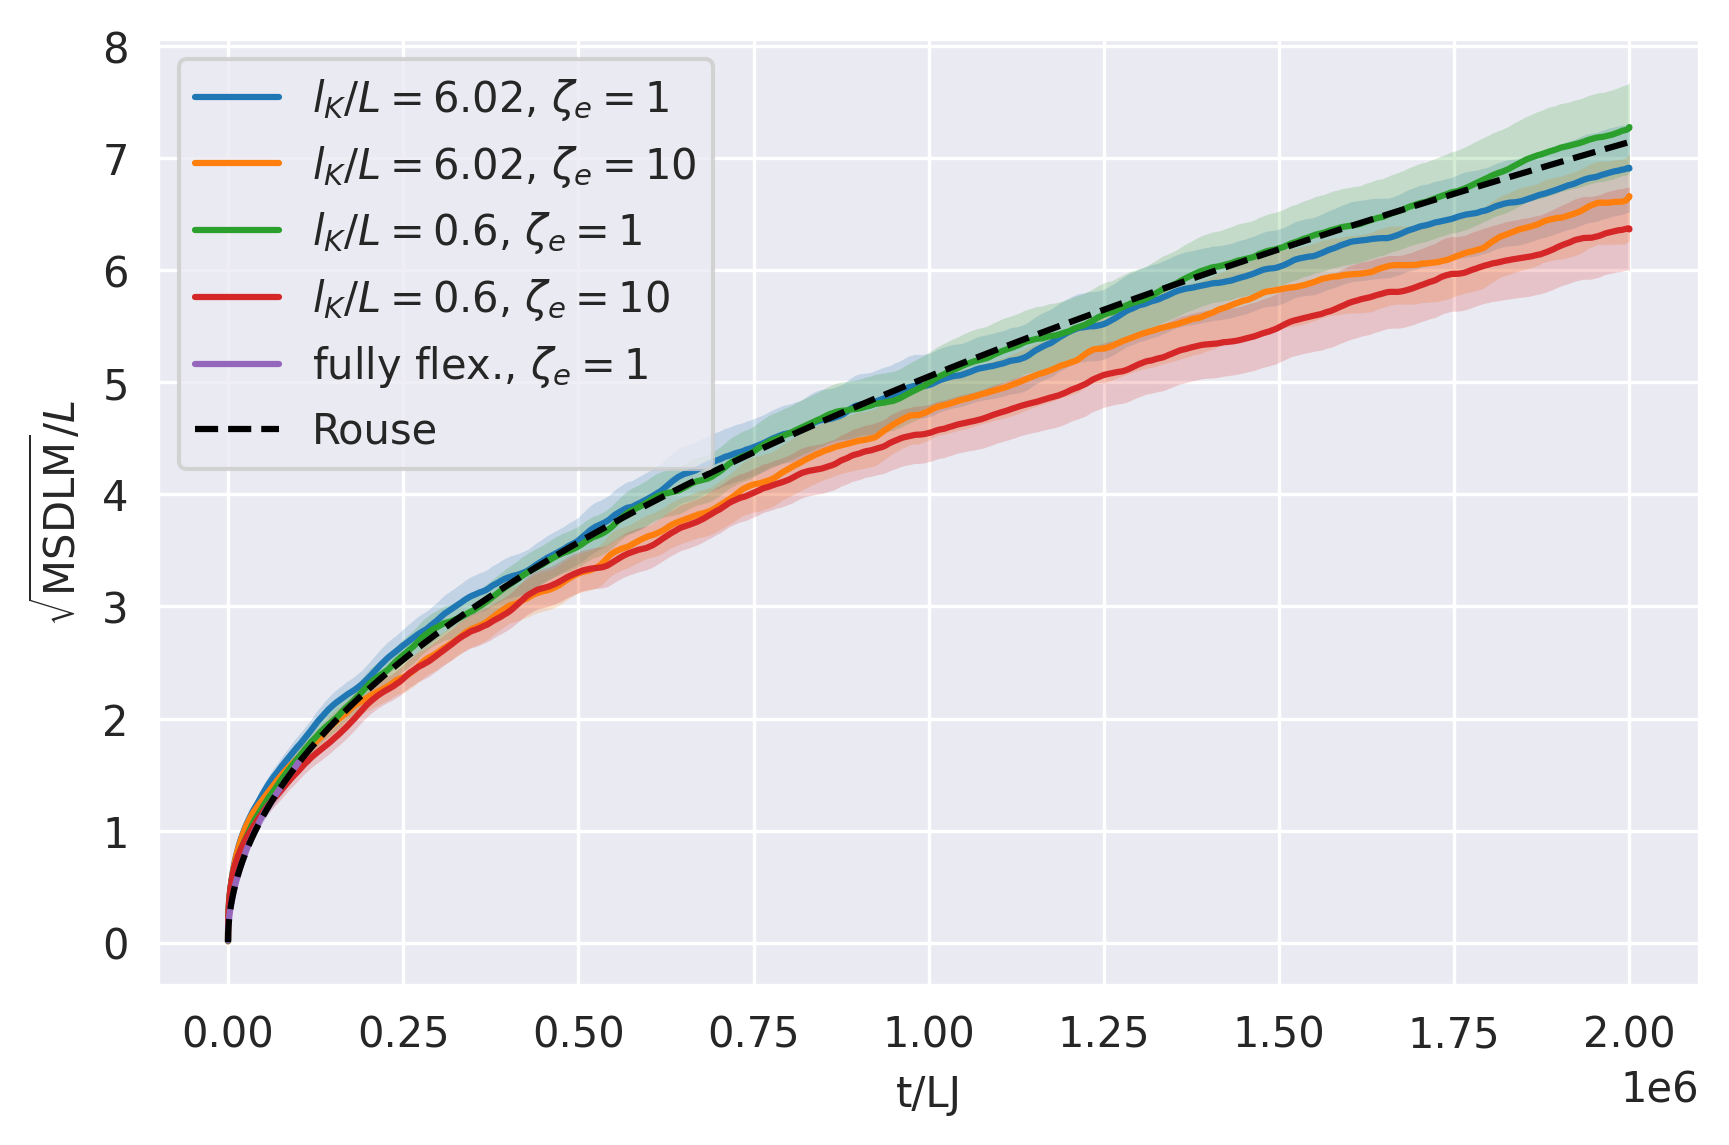 8
7
6
5
4
3
2
1
0
√MSDLM/L
l_K/L = 6.02, ζ_e = 1
l_K/L = 6.02, ζ_e = 10
l_K/L = 0.6, ζ_e = 1
l_K/L = 0.6, ζ_e = 10
fully flex., ζ_e = 1
Rouse
0.00 0.25 0.50 0.75 1.00 1.25 1.50 1.75 2.00
1e6
t/LJ